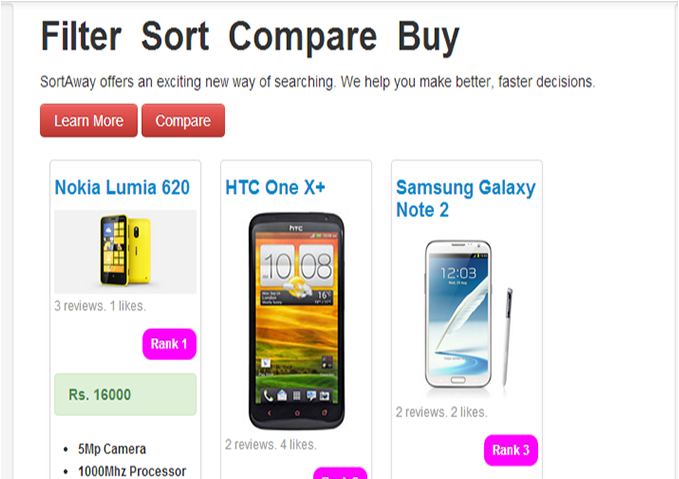 Filter Sort Compare Buy
SortAway offers an exciting new way of searching. We help you make better, faster decisions.
Learn More
Compare
Nokia Lumia 620
3 reviews. 1 likes.
Rank 1
Rs. 16000
5Mp Camera
1000Mhz Processor
HTC One X+
hTC
10 08
London
16°
2 reviews. 4 likes.
Samsung Galaxy
Note 2
12:03
2 reviews. 2 likes.
Rank 3